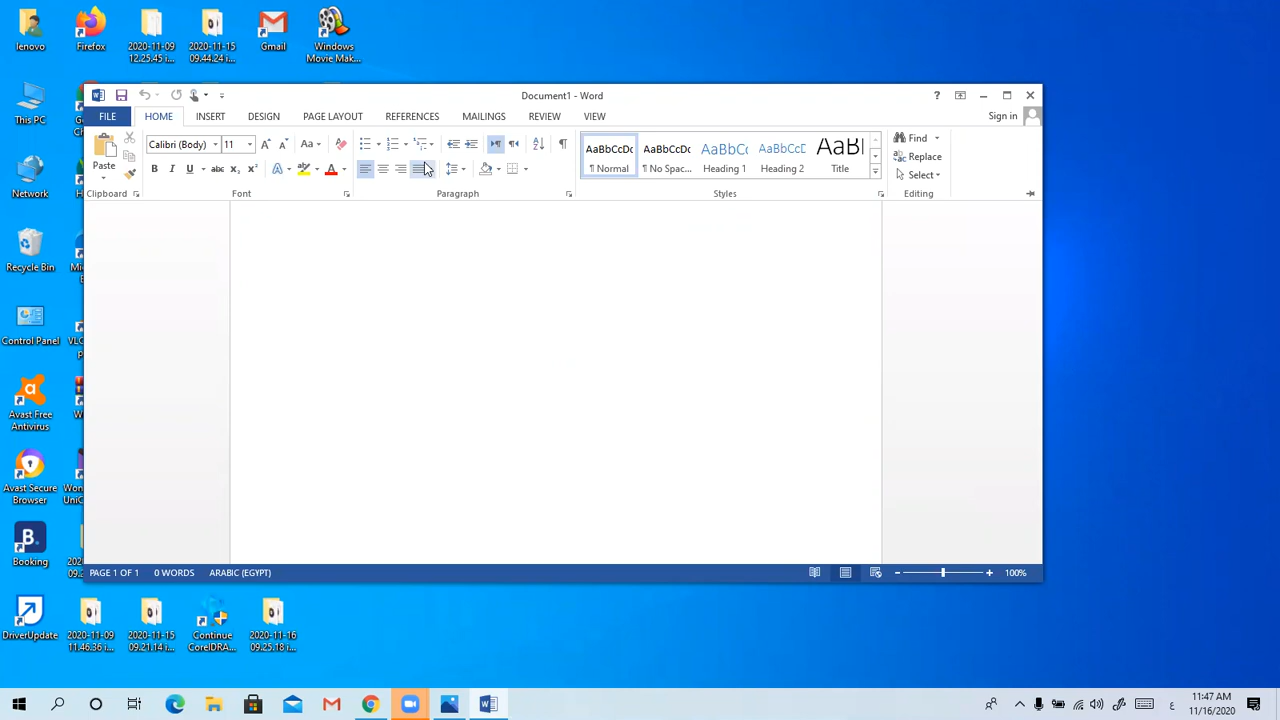 lenovo
Firefox
2020-11-09
12.25.45 i...
2020-11-15
09.44.24 i...
Gmail
Windows
Movie Mak...
This PC
Network
Recycle Bin
Control Panel
Avast Free
Antivirus
Avast Secure
Browser
Booking
DriverUpdate
2020-11-09
11.46.36 i...
2020-11-15
09.21.14 i...
Continue
CorelDRA...
2020-11-16
09.25.18 i...
Document1 - Word
FILE
HOME
INSERT
DESIGN
PAGE LAYOUT
REFERENCES
MAILINGS
REVIEW
VIEW
Sign in
Paste
Clipboard
Calibri (Body)
11
Font
Paragraph
AaBbCcDc
¶ Normal
AaBbCcDc
¶ No Spac...
AaBbCc
Heading 1
AaBbCcD
Heading 2
AaBl
Title
Styles
Find
Replace
Select
Editing
PAGE 1 OF 1
0 WORDS
ARABIC (EGYPT)
100%
11:47 AM
11/16/2020
ع